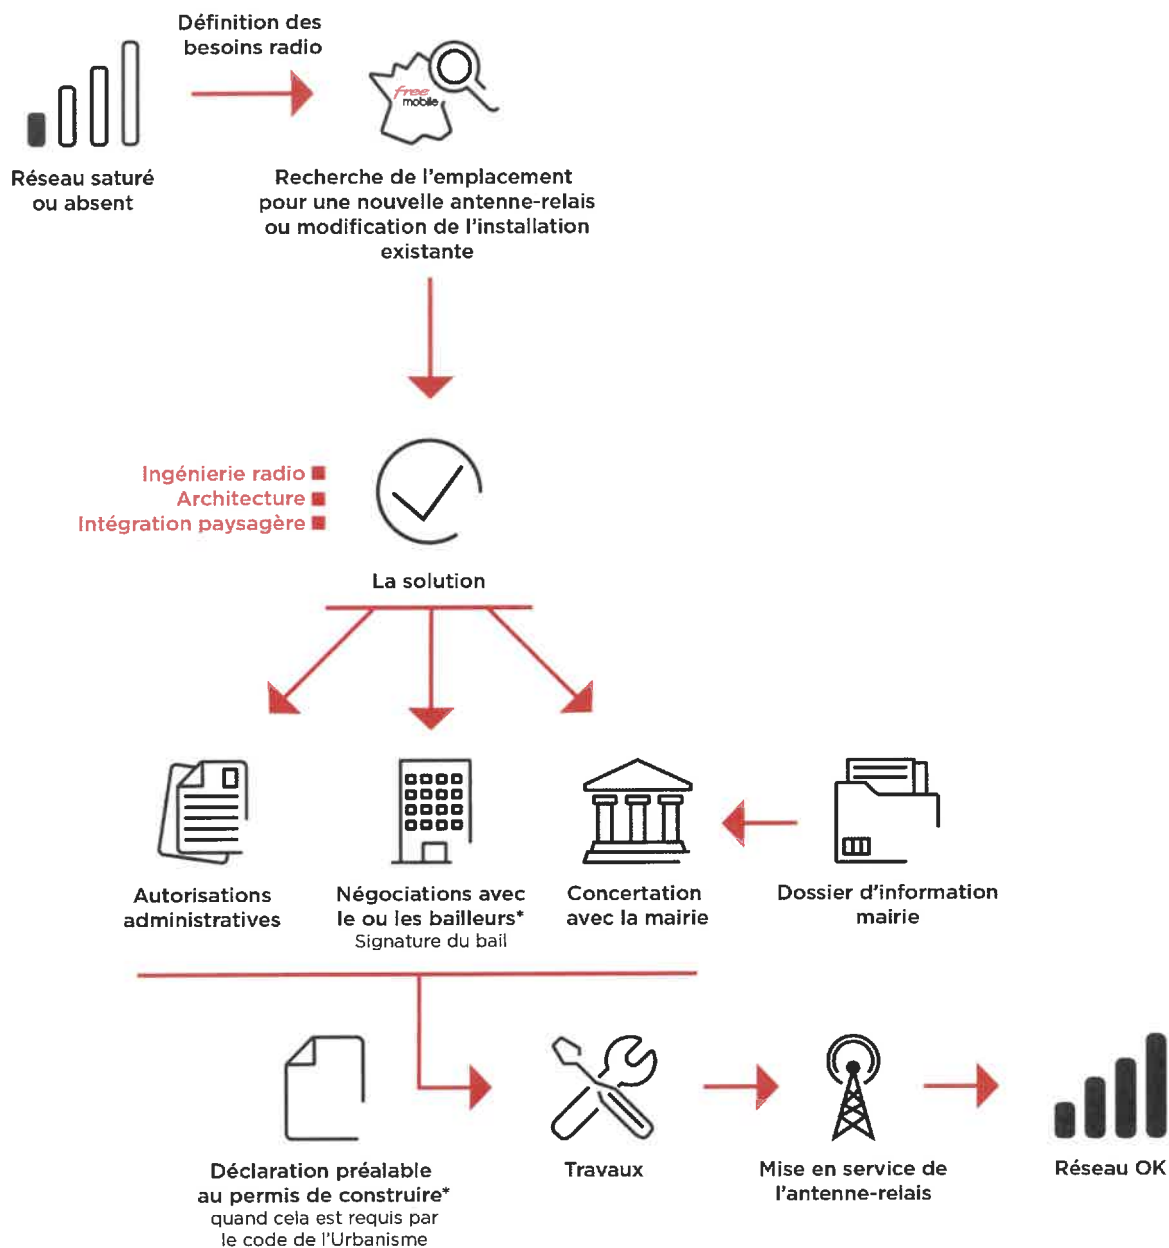 Définition des
besoins radio
free
mobile
Réseau saturé
ou absent
Recherche de l'emplacement
pour une nouvelle antenne-relais
ou modification de l'installation
existante
Ingénierie radio
Architecture
Intégration paysagère
La solution
Autorisations
administratives
Négociations avec
le ou les bailleurs*
Signature du bail
Concertation
avec la mairie
Dossier d'information
mairie
Déclaration préalable
au permis de construire*
quand cela est requis par
le code de l'Urbanisme
Travaux
Mise en service de
l'antenne-relais
Réseau OK